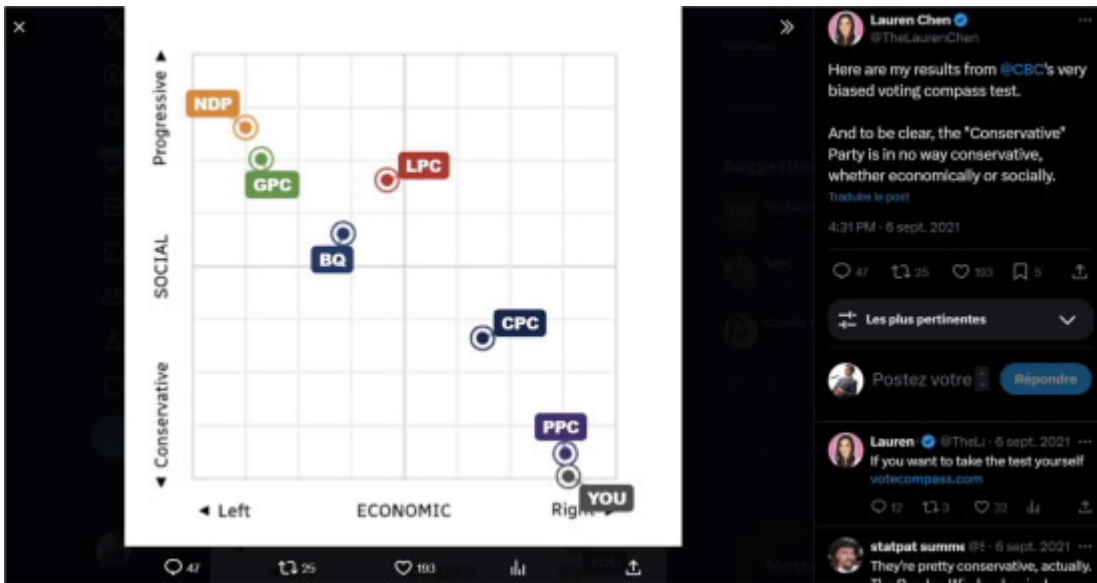 Progressive ▶
SOCIAL
◀ Conservative
NDP
GPC
LPC
BQ
CPC
PPC
YOU
◀ Left
ECONOMIC
Right
47
25
193
Lauren Chen
@TheLaurenChen
Here are my results from @CBC's very
biased voting compass test.
And to be clear, the "Conservative"
Party is in no way conservative,
whether economically or socially.
Traduire le post
4:31 PM · 6 sept. 2021
47
25
193
5
Les plus pertinentes
Postez votre
Répondre
Lauren @TheL: · 6 sept. 2021
If you want to take the test yourself
votecompass.com
12
3
32
statpat summe @S · 6 sept. 2021
They're pretty conservative, actually.